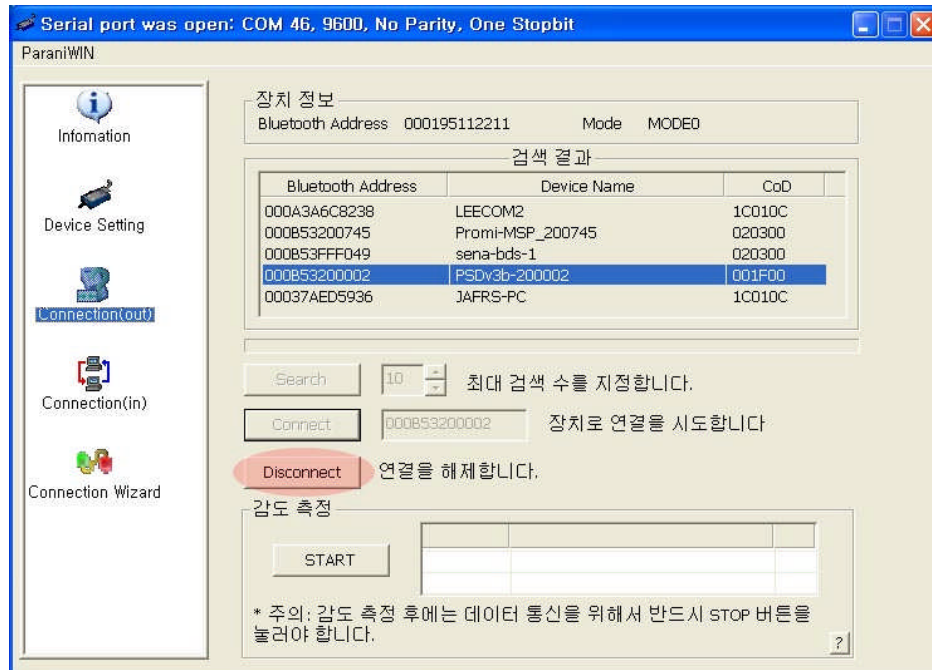 Serial port was open: COM 46, 9600, No Parity, One Stopbit
ParaniWIN
Infomation
Device Setting
Connection(out)
Connection(in)
Connection Wizard
장치 정보
Bluetooth Address 000195112211 Mode MODE0
검색 결과
Bluetooth Address Device Name CoD
000A3A6C8238 LEECOM2 1C010C
000B53200745 Promi-MSP_200745 020300
000B53FFF049 sena-bds-1 020300
000B53200002 PSDv3b-200002 001F00
00037AED5936 JAFRS-PC 1C010C
Search 10 최대 검색 수를 지정합니다.
Connect 000B53200002 장치로 연결을 시도합니다
Disconnect 연결을 해제합니다.
감도 측정
START
* 주의: 감도 측정 후에는 데이터 통신을 위해서 반드시 STOP 버튼을
눌러야 합니다.
?